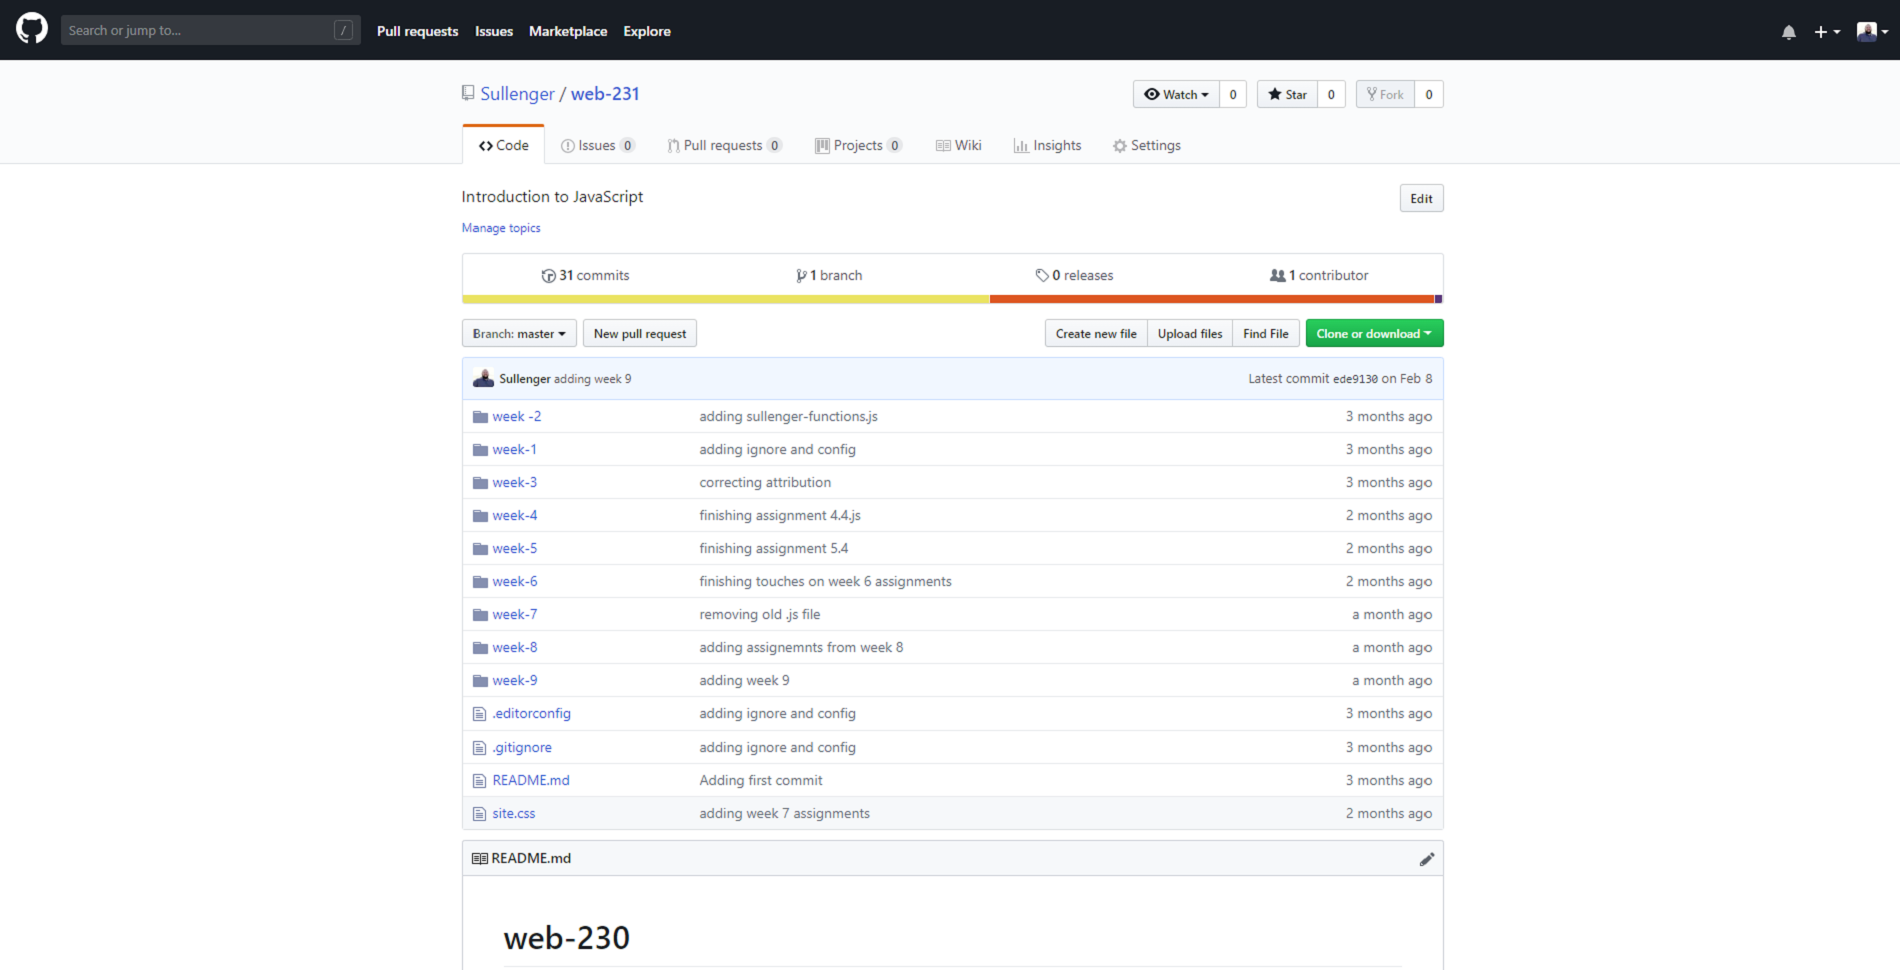 Search or jump to... / Pull requests Issues Marketplace Explore
Sullenger / web-231 Watch 0 Star 0 Fork 0
Code Issues 0 Pull requests 0 Projects 0 Wiki Insights Settings
Introduction to JavaScript Edit
Manage topics
31 commits 1 branch 0 releases 1 contributor
Branch: master New pull request Create new file Upload files Find File Clone or download
Sullenger adding week 9 Latest commit ede9130 on Feb 8
week -2 adding sullenger-functions.js 3 months ago
week-1 adding ignore and config 3 months ago
week-3 correcting attribution 3 months ago
week-4 finishing assignment 4.4.js 2 months ago
week-5 finishing assignment 5.4 2 months ago
week-6 finishing touches on week 6 assignments 2 months ago
week-7 removing old .js file a month ago
week-8 adding assignemnts from week 8 a month ago
week-9 adding week 9 a month ago
.editorconfig adding ignore and config 3 months ago
.gitignore adding ignore and config 3 months ago
README.md Adding first commit 3 months ago
site.css adding week 7 assignments 2 months ago
README.md
web-230